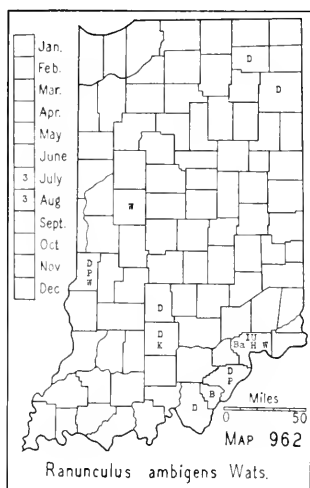 Jan.
Feb.
Mar.
Apr.
May
June
3 July
3 Aug
Sept.
Oct
Nov
Dec
D
D
W
D
P
W
D
D
K
I U
Ba H W
D
P
B
D
Miles
0 50
MAP 962
Ranunculus ambigens Wats.